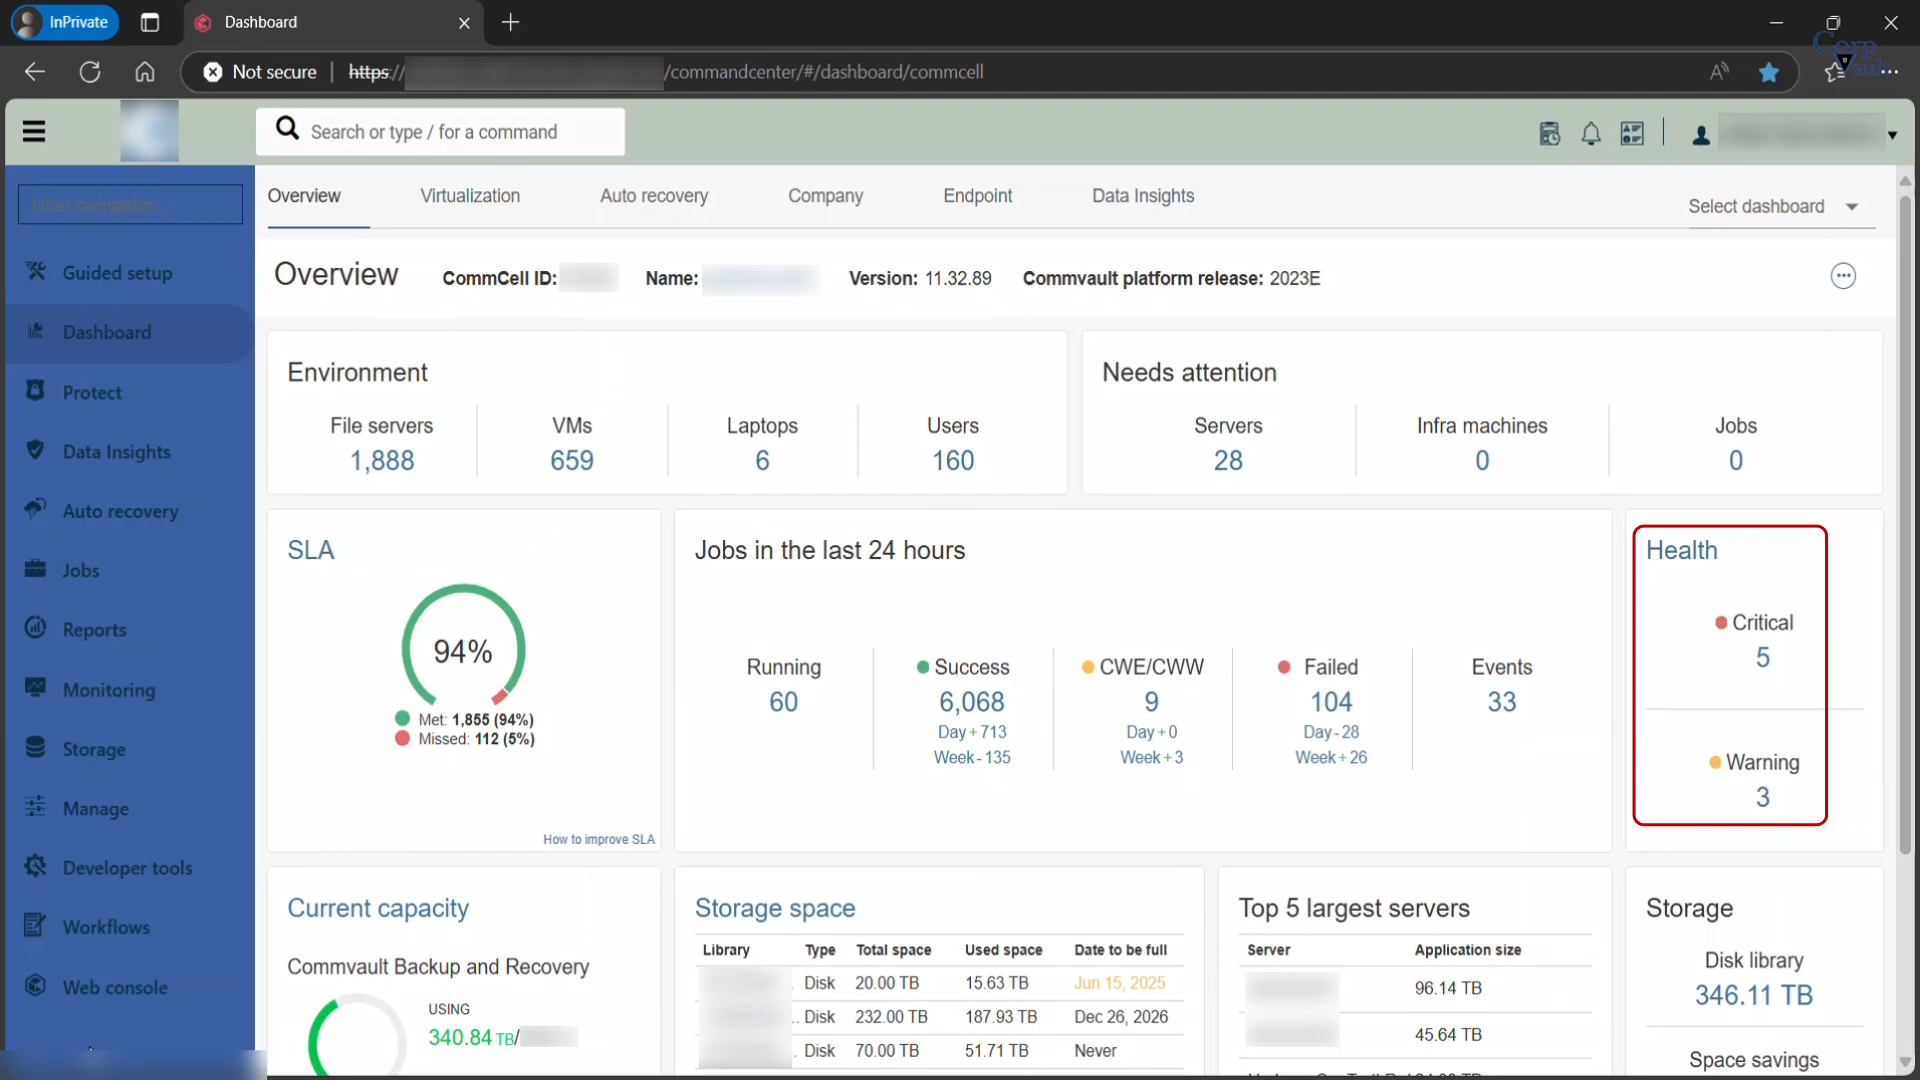 InPrivate
Dashboard
Corp
Vault
Not secure
https://
/commandcenter/#/dashboard/commcell
Search or type / for a command
Filter navigation...
Guided setup
Dashboard
Protect
Data Insights
Auto recovery
Jobs
Reports
Monitoring
Storage
Manage
Developer tools
Workflows
Web console
Overview Virtualization Auto recovery Company Endpoint Data Insights
Select dashboard
Overview CommCell ID: Name: Version: 11.32.89 Commvault platform release: 2023E
Environment
File servers VMs Laptops Users
1,888 659 6 160
Needs attention
Servers Infra machines Jobs
28 0 0
SLA
94%
Met: 1,855 (94%)
Missed: 112 (5%)
How to improve SLA
Jobs in the last 24 hours
Running Success CWE/CWW Failed Events
60 6,068 9 104 33
Day+713 Day+0 Day-28
Week-135 Week+3 Week+26
Health
Critical
5
Warning
3
Current capacity
Commvault Backup and Recovery
USING
340.84 TB/
Storage space
Library Type Total space Used space Date to be full
Disk 20.00 TB 15.63 TB Jun 15, 2025
.. Disk 232.00 TB 187.93 TB Dec 26, 2026
. Disk 70.00 TB 51.71 TB Never
Top 5 largest servers
Server Application size
96.14 TB
45.64 TB
Storage
Disk library
346.11 TB
Space savings